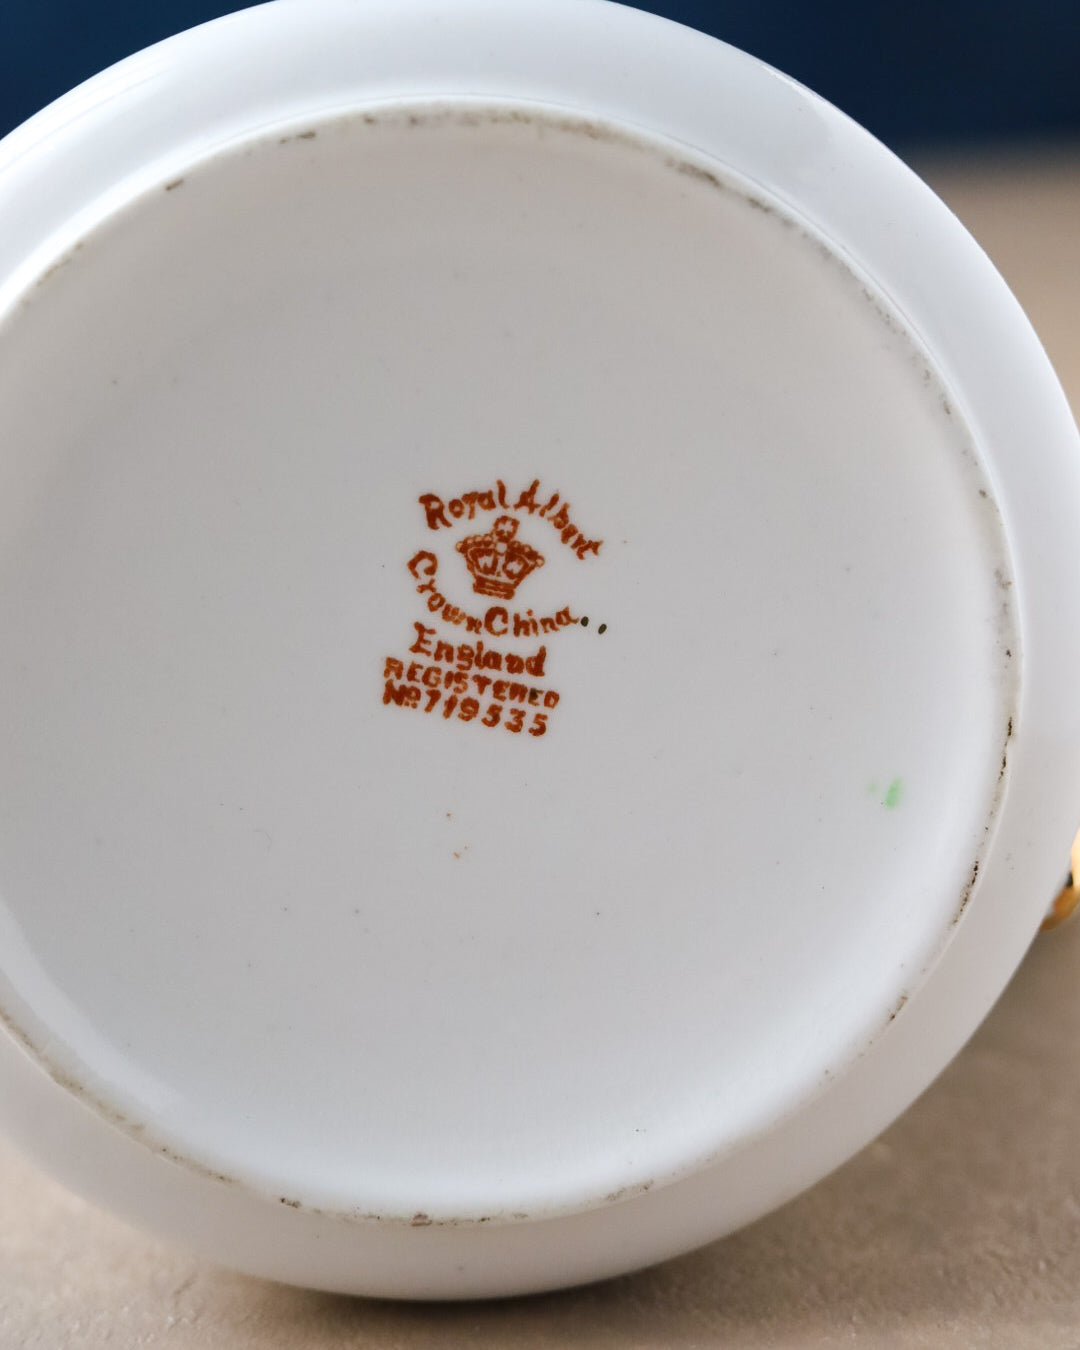 Royal Albert
Crown China..
England
REGISTERED
No 719535